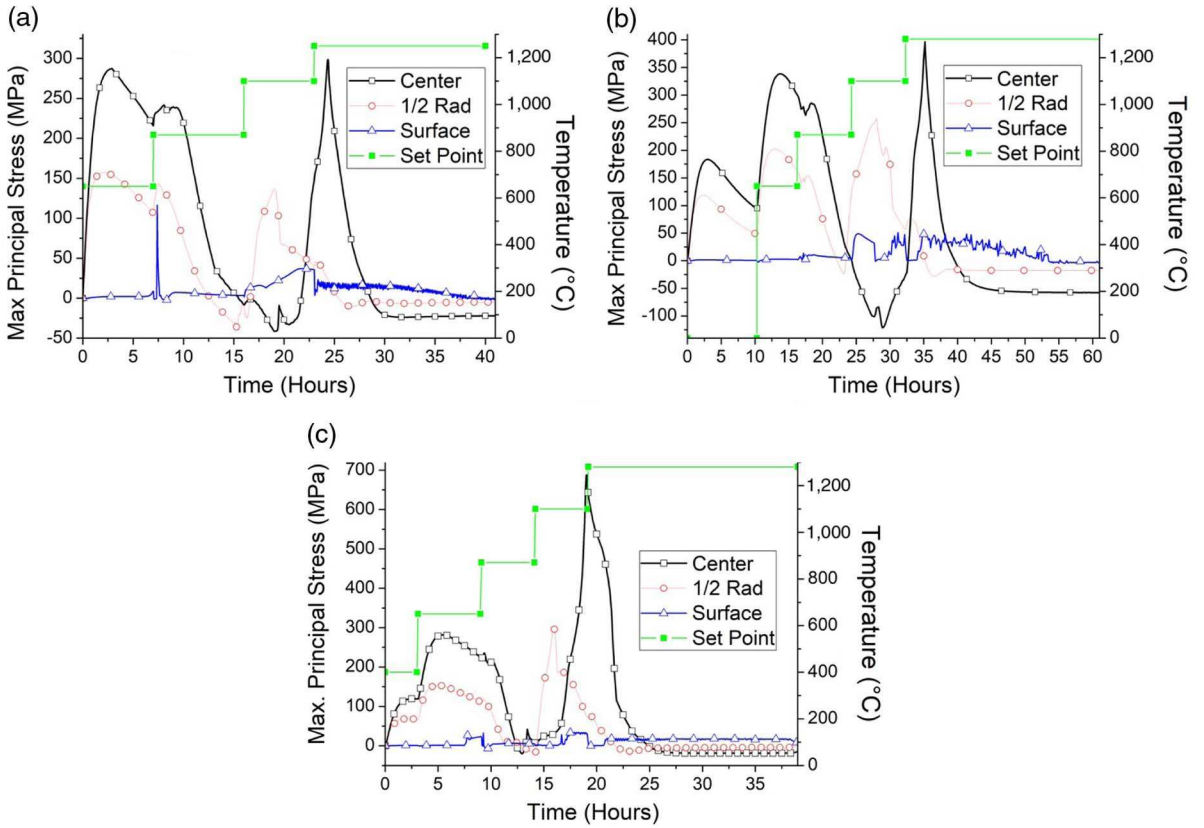 (a)
Max Principal Stress (MPa)
300
250
200
150
100
50
0
-50
Center
1/2 Rad
Surface
Set Point
1,200
1,000
800
600
400
200
0
Temperature (°C)
0 5 10 15 20 25 30 35 40
Time (Hours)
(b)
Max Principal Stress (MPa)
400
350
300
250
200
150
100
50
0
-50
-100
Center
1/2 Rad
Surface
Set Point
1,200
1,000
800
600
400
200
0
Temperature (°C)
0 5 10 15 20 25 30 35 40 45 50 55 60
Time (Hours)
(c)
Max. Principal Stress (MPa)
700
600
500
400
300
200
100
0
Center
1/2 Rad
Surface
Set Point
1,200
1,000
800
600
400
200
0
Temperature (°C)
0 5 10 15 20 25 30 35
Time (Hours)